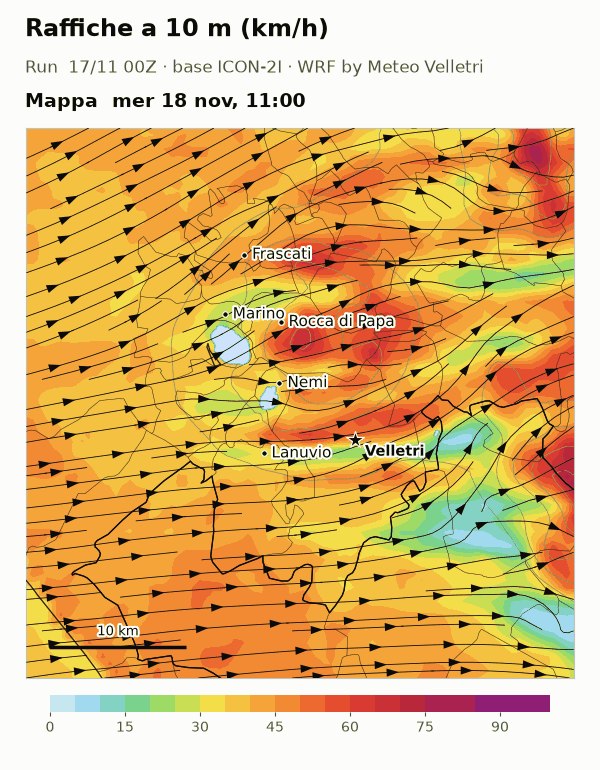 Raffiche a 10 m (km/h)
Run  17/11 00Z · base ICON-2I · WRF by Meteo Velletri
Mappa  mer 18 nov, 11:00
Frascati
Marino
Rocca di Papa
Nemi
Velletri
Lanuvio
10 km
0 15 30 45 60 75 90